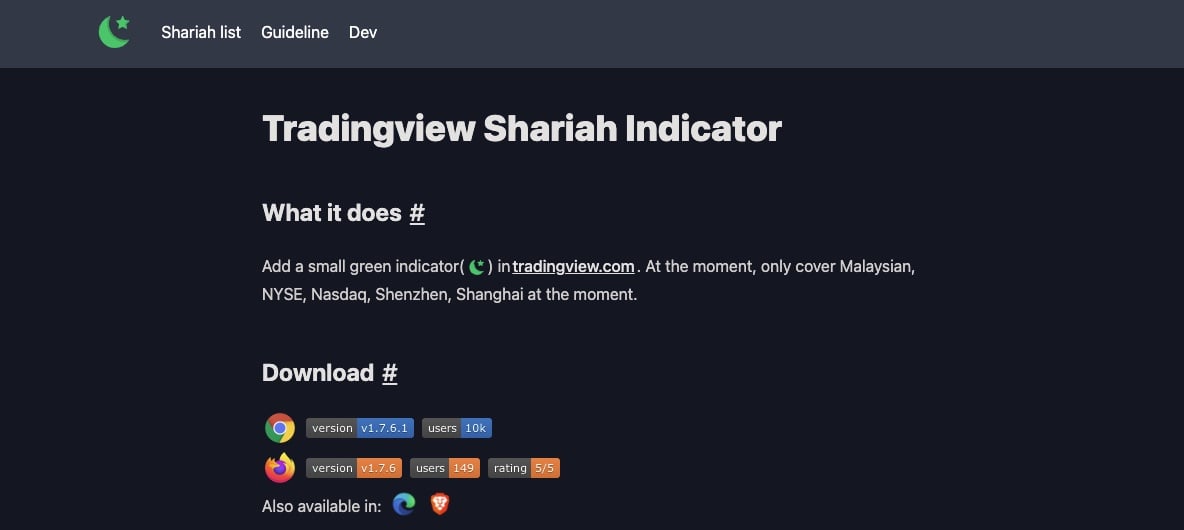 Shariah list Guideline Dev
Tradingview Shariah Indicator
What it does #
Add a small green indicator( ) in tradingview.com . At the moment, only cover Malaysian,
NYSE, Nasdaq, Shenzhen, Shanghai at the moment.
Download #
version v1.7.6.1 users 10k
version v1.7.6 users 149 rating 5/5
Also available in: